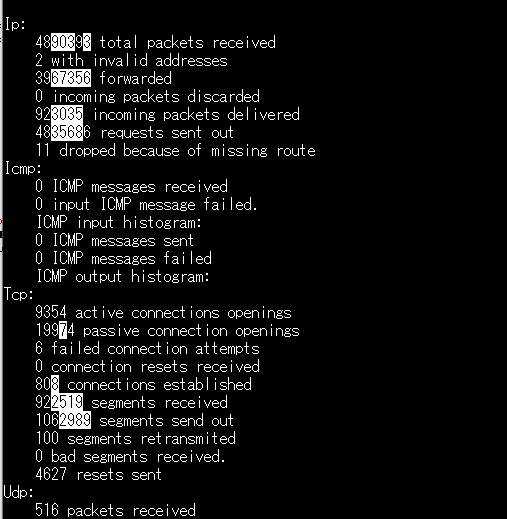 Ip:
4890393 total packets received
2 with invalid addresses
3967356 forwarded
0 incoming packets discarded
923035 incoming packets delivered
4835686 requests sent out
11 dropped because of missing route
Icmp:
0 ICMP messages received
0 input ICMP message failed.
ICMP input histogram:
0 ICMP messages sent
0 ICMP messages failed
ICMP output histogram:
Tcp:
9354 active connections openings
19974 passive connection openings
6 failed connection attempts
0 connection resets received
808 connections established
922519 segments received
1062989 segments send out
100 segments retransmited
0 bad segments received.
4627 resets sent
Udp:
516 packets received